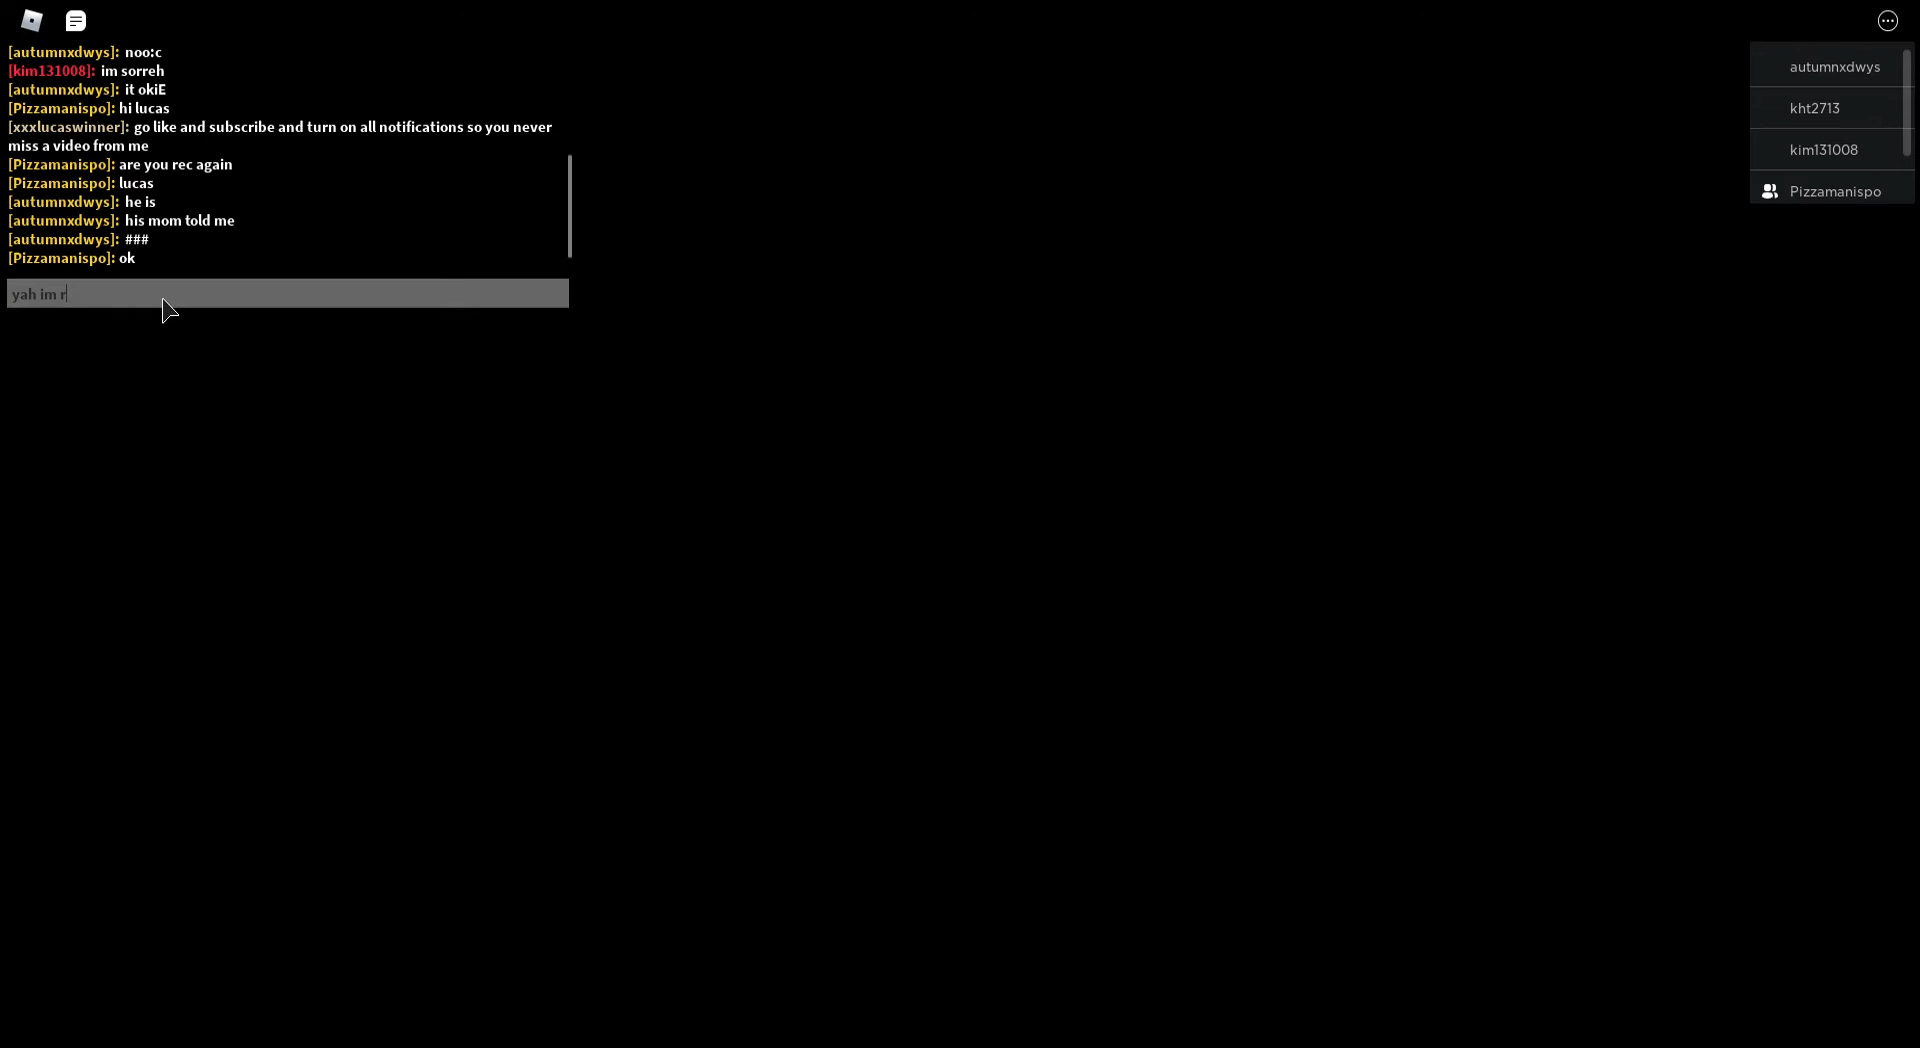 [autumnxdwys]: noo:c
[kim131008]: im sorreh
[autumnxdwys]: it okiE
[Pizzamanispo]: hi lucas
[xxxlucaswinner]: go like and subscribe and turn on all notifications so you never
miss a video from me
[Pizzamanispo]: are you rec again
[Pizzamanispo]: lucas
[autumnxdwys]: he is
[autumnxdwys]: his mom told me
[autumnxdwys]: ###
[Pizzamanispo]: ok
yah im r
autumnxdwys
kht2713
kim131008
Pizzamanispo